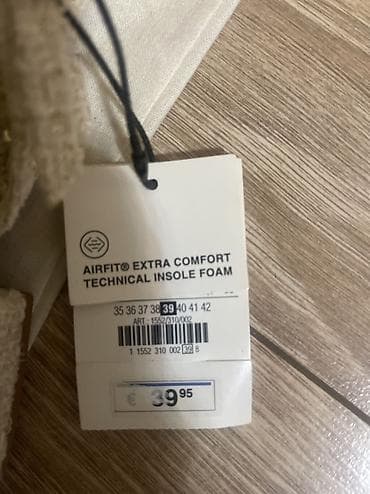 AIRFIT® EXTRA COMFORT
TECHNICAL INSOLE FOAM
35 36 37 38 39 40 41 42
ART · 1552/310/002
1 1552 310 002 39 8
€ 39 95